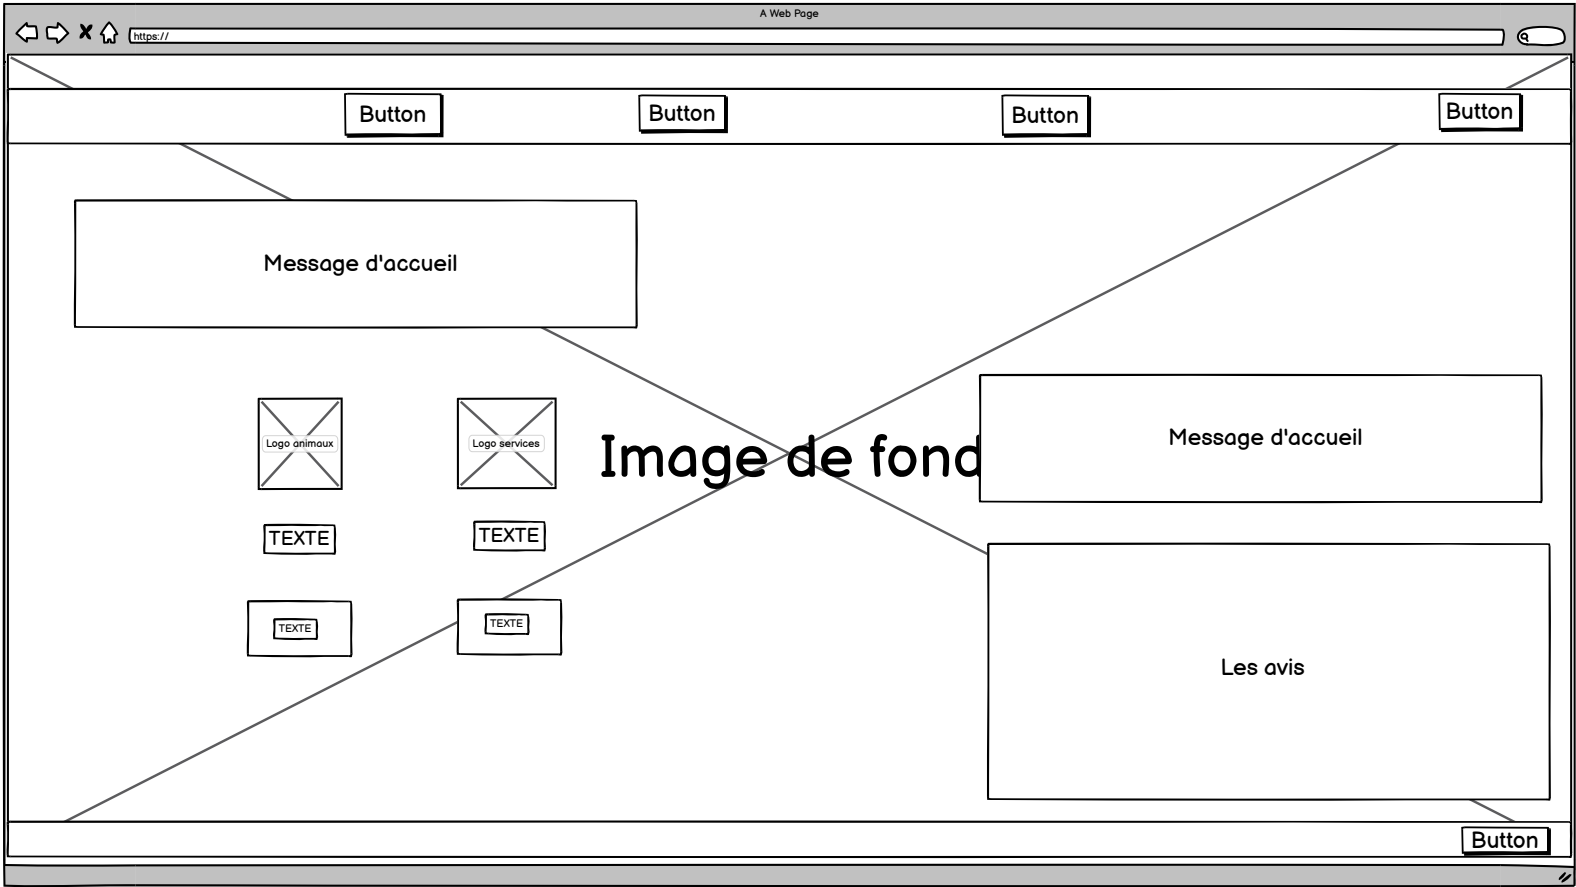 A Web Page
https://
Button
Button
Button
Button
Message d'accueil
Message d'accueil
Logo animaux
Logo services
Image de fond
TEXTE
TEXTE
TEXTE
TEXTE
Les avis
Button